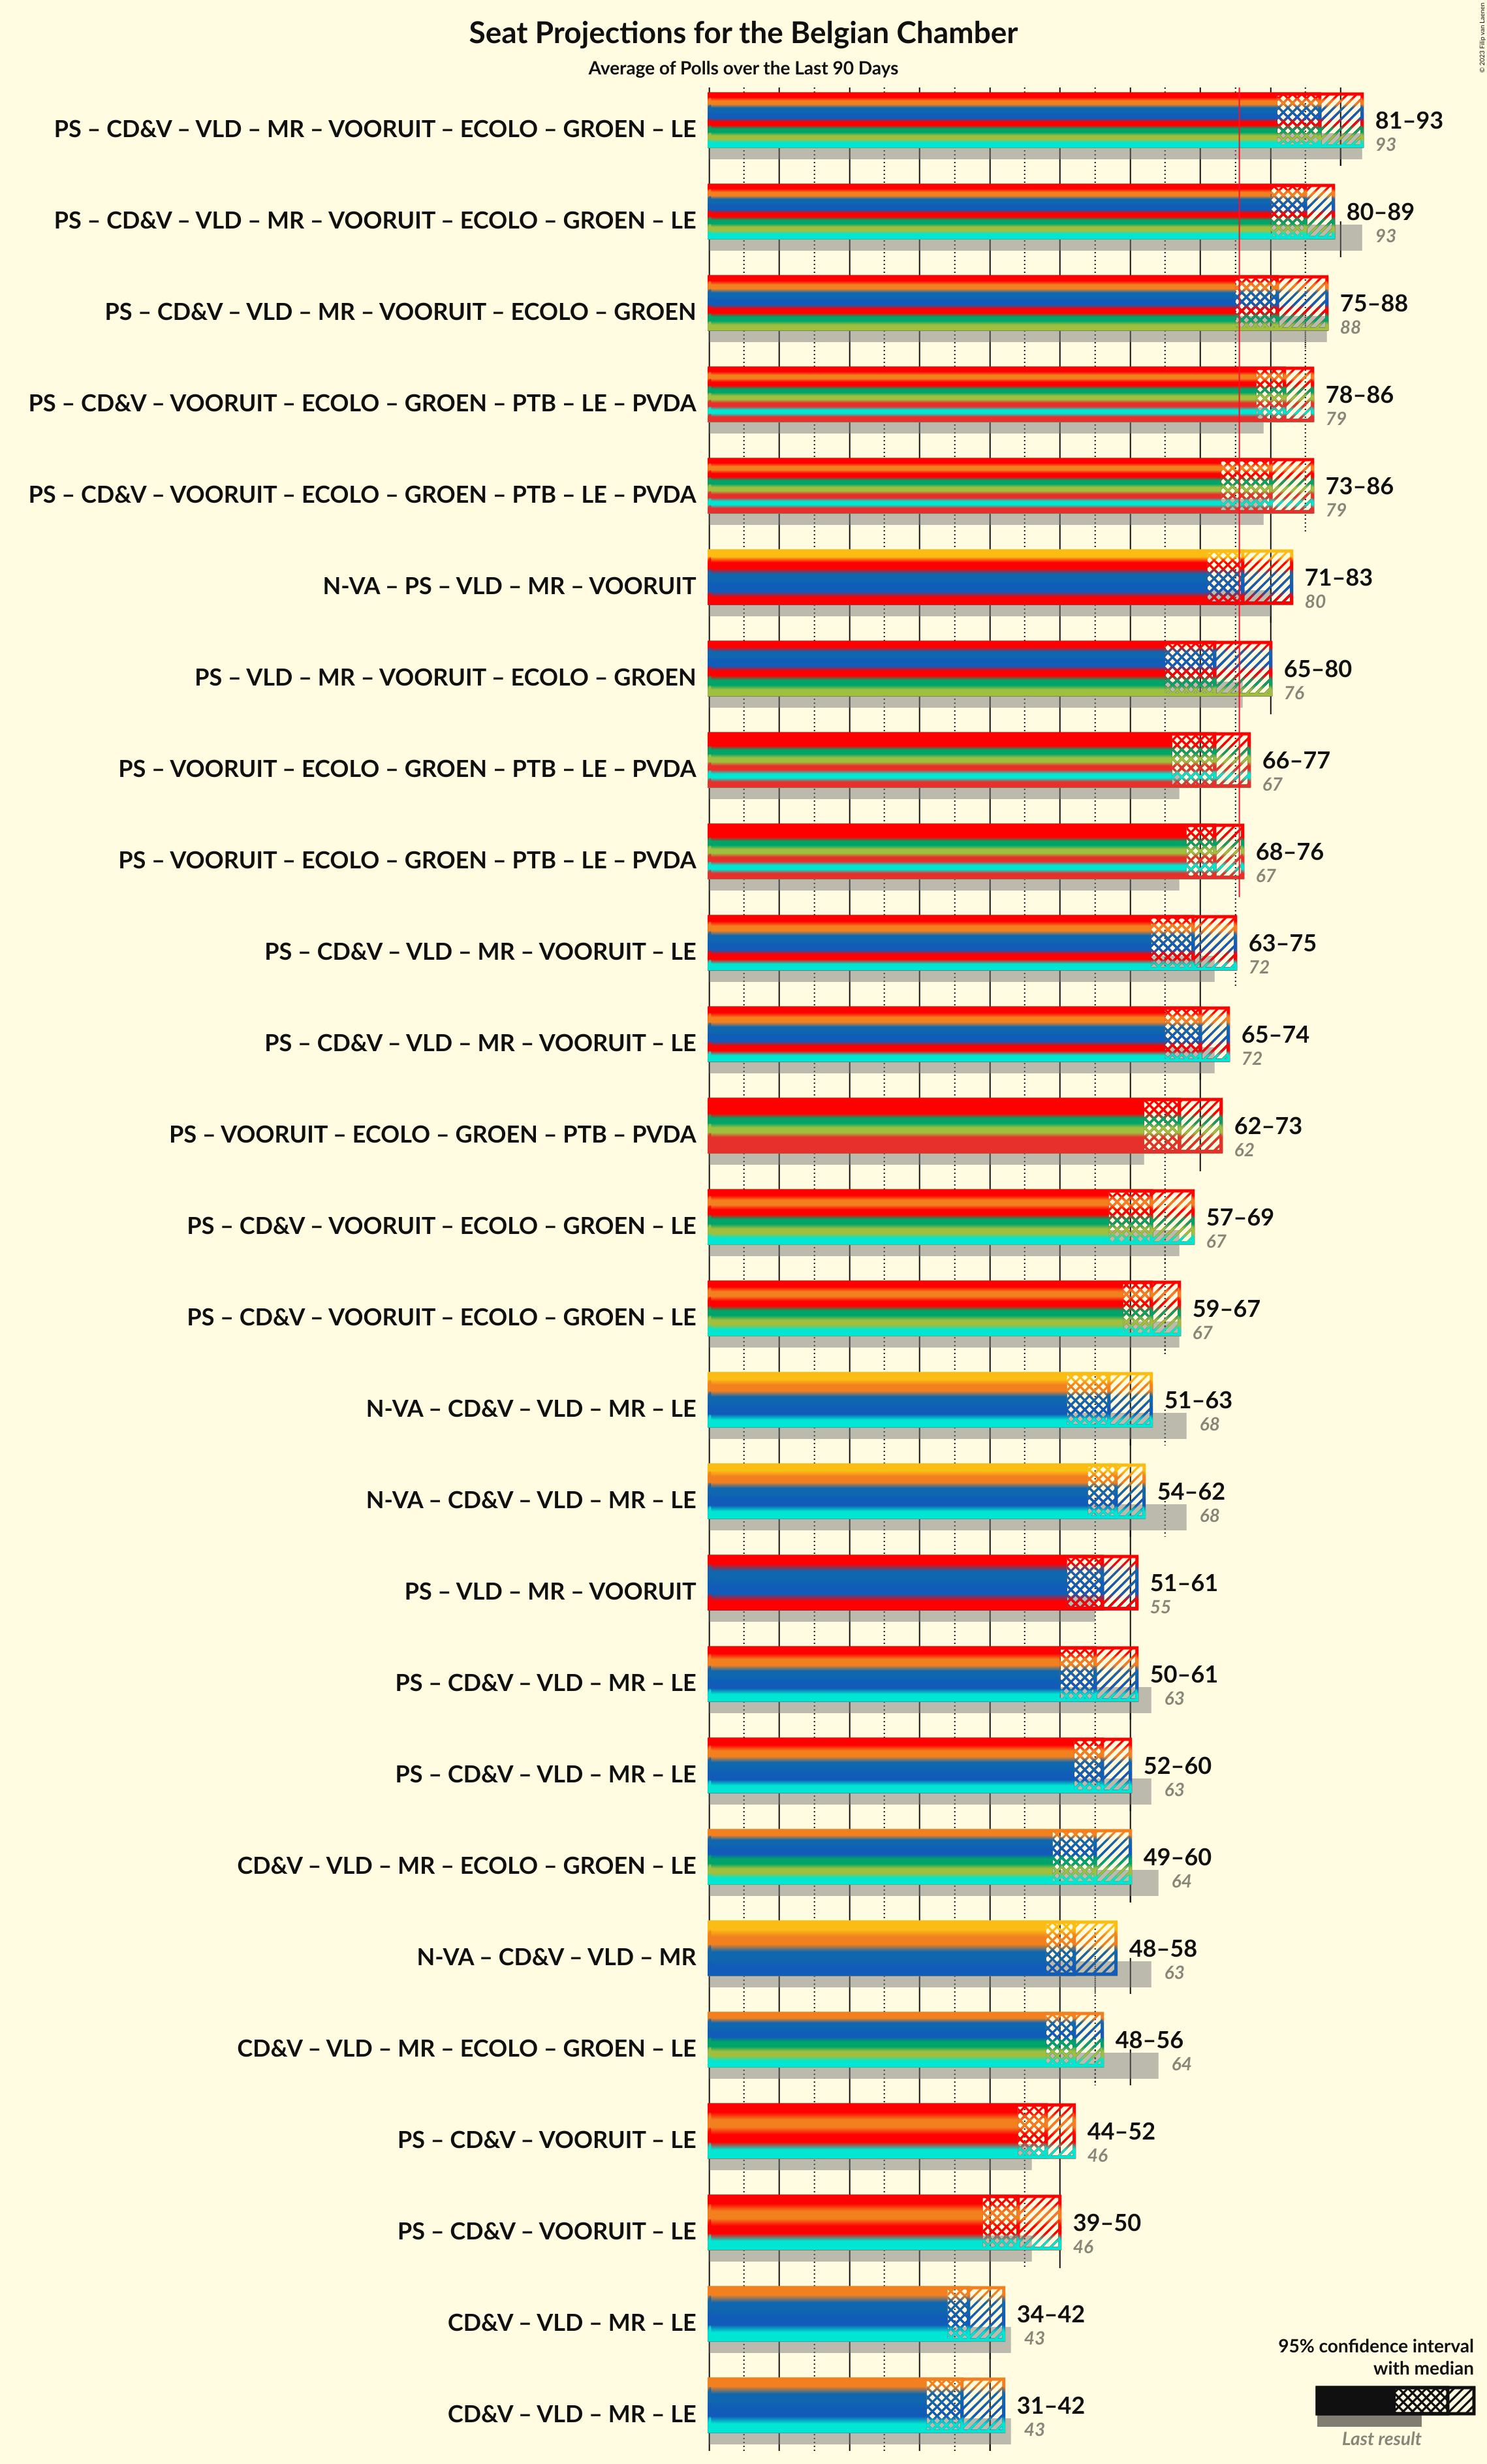 Seat Projections for the Belgian Chamber
Average of Polls over the Last 90 Days
© 2023 Filip van Laenen
PS – CD&V – VLD – MR – VOORUIT – ECOLO – GROEN – LE
81–93
93
PS – CD&V – VLD – MR – VOORUIT – ECOLO – GROEN – LE
80–89
93
PS – CD&V – VLD – MR – VOORUIT – ECOLO – GROEN
75–88
88
PS – CD&V – VOORUIT – ECOLO – GROEN – PTB – LE – PVDA
78–86
79
PS – CD&V – VOORUIT – ECOLO – GROEN – PTB – LE – PVDA
73–86
79
N-VA – PS – VLD – MR – VOORUIT
71–83
80
PS – VLD – MR – VOORUIT – ECOLO – GROEN
65–80
76
PS – VOORUIT – ECOLO – GROEN – PTB – LE – PVDA
66–77
67
PS – VOORUIT – ECOLO – GROEN – PTB – LE – PVDA
68–76
67
PS – CD&V – VLD – MR – VOORUIT – LE
63–75
72
PS – CD&V – VLD – MR – VOORUIT – LE
65–74
72
PS – VOORUIT – ECOLO – GROEN – PTB – PVDA
62–73
62
PS – CD&V – VOORUIT – ECOLO – GROEN – LE
57–69
67
PS – CD&V – VOORUIT – ECOLO – GROEN – LE
59–67
67
N-VA – CD&V – VLD – MR – LE
51–63
68
N-VA – CD&V – VLD – MR – LE
54–62
68
PS – VLD – MR – VOORUIT
51–61
55
PS – CD&V – VLD – MR – LE
50–61
63
PS – CD&V – VLD – MR – LE
52–60
63
CD&V – VLD – MR – ECOLO – GROEN – LE
49–60
64
N-VA – CD&V – VLD – MR
48–58
63
CD&V – VLD – MR – ECOLO – GROEN – LE
48–56
64
PS – CD&V – VOORUIT – LE
44–52
46
PS – CD&V – VOORUIT – LE
39–50
46
CD&V – VLD – MR – LE
34–42
43
CD&V – VLD – MR – LE
31–42
43
95% confidence interval
with median
Last result